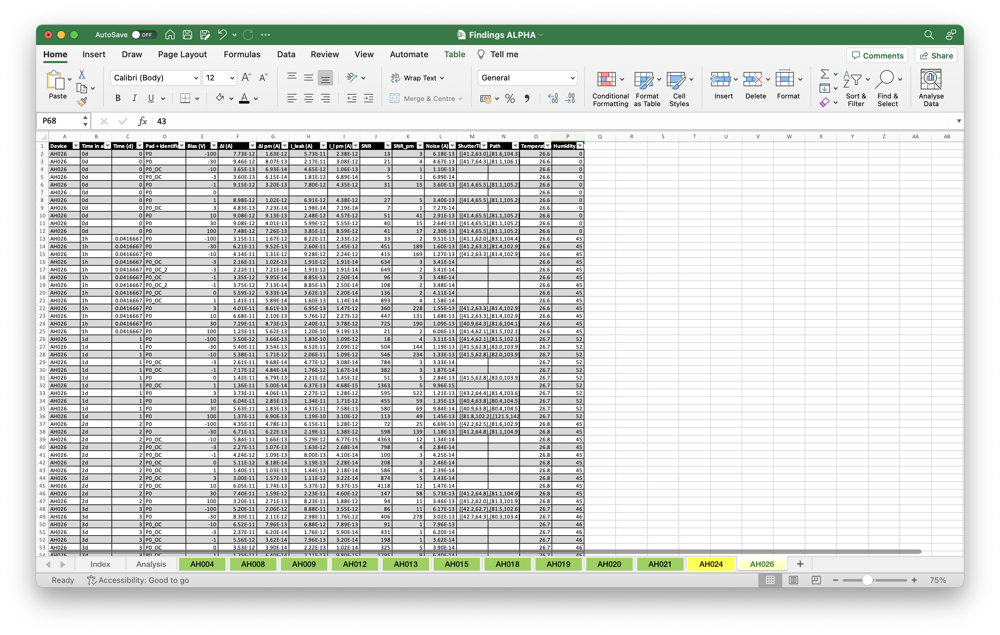 AutoSave OFF Findings ALPHA
Home Insert Draw Page Layout Formulas Data Review View Automate Table Tell me Comments Share
Paste Calibri (Body) 12 Wrap Text General Conditional Formatting Format as Table Cell Styles Insert Delete Format Sort & Filter Find & Select Analyse Data
B I U Merge & Centre
P68 fx 43
A B C D E F G H I J K L M N O P Q R S T U V W X Y Z AA AB
1 Device Time in ai Time (d) Pad + Identifi Bias (V) ΔI (A) ΔI pm (A) I_leak (A) I_l pm (A) SNR SNR_pm Noise (A) ShutterTi Path Temperat Humidity
2 AH026 0d 0 P0 -100 7.73E-12 1.63E-12 5.73E-11 2.38E-12 13 3 6.18E-13 [[41.2,63.0],[81.6,104.3] 26.6 0
3 AH026 0d 0 P0 -30 9.46E-12 8.07E-13 2.17E-11 3.08E-12 21 4 4.67E-13 [[41.7,64.3],[81.1,106.1] 26.6 0
4 AH026 0d 0 P0_OC -10 3.65E-13 6.93E-14 4.65E-12 1.06E-13 3 1 1.10E-13 26.6 0
5 AH026 0d 0 P0_OC -3 3.60E-13 6.15E-14 1.81E-12 6.89E-14 5 1 6.99E-14 26.6 0
6 AH026 0d 0 P0 -1 9.15E-12 3.20E-13 7.80E-12 4.35E-12 31 15 3.60E-13 [[41.4,65.5],[81.1,105.2] 26.6 0
7 AH026 0d 0 P0 0 26.6 0
8 AH026 0d 0 P0 1 8.98E-12 1.02E-12 6.91E-12 4.38E-12 27 5 3.40E-13 [[41.4,65.5],[81.1,105.2] 26.6 0
9 AH026 0d 0 P0_OC 3 4.83E-13 7.23E-14 1.98E-14 7.19E-14 7 1 7.27E-14 26.6 0
10 AH026 0d 0 P0 10 9.08E-12 9.13E-13 2.48E-12 4.57E-12 51 41 2.91E-13 [[41.4,65.5],[81.1,105.2] 26.6 0
11 AH026 0d 0 P0 30 9.08E-12 4.01E-13 5.99E-12 5.55E-12 40 15 2.64E-13 [[41.4,65.5],[81.1,105.2] 26.6 0
12 AH026 0d 0 P0 100 7.48E-12 7.26E-13 3.85E-11 8.59E-12 41 17 2.30E-13 [[41.4,65.5],[81.1,105.2] 26.6 0
13 AH026 1h 0.0416667 P0 -100 3.15E-11 1.67E-12 8.22E-11 2.33E-12 33 2 9.51E-13 [[41.1,62.0],[83.1,104.4] 26.6 45
14 AH026 1h 0.0416667 P0 -30 6.21E-11 9.52E-13 2.60E-11 1.45E-12 451 189 1.60E-13 [[41.2,63.3],[81.4,102.9] 26.6 45
15 AH026 1h 0.0416667 P0 -10 4.14E-11 1.31E-12 9.28E-12 2.24E-12 415 169 1.27E-13 [[41.2,63.3],[81.4,102.9] 26.6 45
16 AH026 1h 0.0416667 P0_OC -3 2.16E-11 1.02E-13 1.91E-12 1.91E-14 634 3 3.41E-14 26.6 45
17 AH026 1h 0.0416667 P0_OC_2 -3 2.22E-11 7.21E-14 1.91E-12 1.91E-14 649 2 3.41E-14 26.6 45
18 AH026 1h 0.0416667 P0_OC -1 3.35E-12 9.95E-14 8.85E-13 2.50E-14 96 3 3.48E-14 26.6 45
19 AH026 1h 0.0416667 P0_OC_2 -1 3.75E-12 7.13E-14 8.85E-13 2.50E-14 108 2 3.48E-14 26.6 45
20 AH026 1h 0.0416667 P0_OC 0 5.59E-12 9.33E-14 3.62E-13 2.20E-14 136 2 4.11E-14 26.6 45
21 AH026 1h 0.0416667 P0_OC 1 1.41E-11 5.89E-14 1.60E-13 1.14E-14 893 4 1.58E-14 26.6 45
22 AH026 1h 0.0416667 P0 3 4.01E-11 8.61E-13 6.95E-13 1.47E-12 360 228 1.55E-13 [[41.2,63.3],[81.4,102.9] 26.6 45
23 AH026 1h 0.0416667 P0 10 6.68E-11 2.10E-13 5.76E-12 2.27E-12 447 131 1.68E-13 [[41.2,63.3],[81.4,102.9] 26.6 45
24 AH026 1h 0.0416667 P0 30 7.29E-11 8.73E-13 2.40E-11 3.78E-12 725 190 1.09E-13 [[40.9,64.3],[81.6,104.1] 26.6 45
25 AH026 1h 0.0416667 P0 100 1.25E-11 5.62E-13 1.20E-10 9.19E-13 21 2 6.06E-13 [[41.4,62.1],[81.5,102.1] 26.6 45
26 AH026 1d 1 P0 -100 5.50E-12 3.66E-13 1.83E-10 1.09E-12 18 4 3.11E-13 [[41.4,62.1],[81.5,102.1] 26.7 52
27 AH026 1d 1 P0 -30 5.40E-11 3.54E-13 6.52E-11 2.09E-12 504 144 1.19E-13 [[41.5,62.8],[82.0,103.9] 26.7 52
28 AH026 1d 1 P0 -10 5.38E-11 1.71E-12 2.06E-11 1.09E-12 546 234 1.33E-13 [[41.5,62.8],[82.0,103.9] 26.7 52
29 AH026 1d 1 P0_OC -3 2.61E-11 9.68E-14 4.77E-12 3.08E-14 784 3 3.33E-14 26.7 52
30 AH026 1d 1 P0_OC -1 7.17E-12 4.84E-14 1.76E-12 1.67E-14 382 3 1.87E-14 26.7 52
31 AH026 1d 1 P0 0 1.42E-11 6.79E-13 2.21E-12 1.45E-12 51 5 2.84E-13 [[41.5,62.8],[82.0,103.9] 26.7 52
32 AH026 1d 1 P0_OC 1 1.36E-11 5.00E-14 6.37E-13 4.68E-15 1363 5 9.96E-15 26.7 52
33 AH026 1d 1 P0 3 3.73E-11 4.06E-13 2.27E-12 1.28E-12 595 522 1.21E-13 [[43.2,64.4],[81.4,103.6] 26.7 52
34 AH026 1d 1 P0 10 6.04E-11 2.85E-13 1.34E-11 1.71E-12 455 59 1.35E-13 [[40.4,63.8],[80.4,104.5] 26.7 52
35 AH026 1d 1 P0 30 5.63E-11 1.83E-13 4.31E-11 7.58E-13 580 69 9.84E-14 [[40.9,63.8],[80.4,104.5] 26.7 52
36 AH026 1d 1 P0 100 1.37E-11 6.90E-13 1.19E-10 3.10E-12 113 49 1.45E-13 [[81.8,102.2],[121.5,142 26.7 52
37 AH026 2d 2 P0 -100 4.35E-11 4.78E-13 6.15E-11 1.28E-12 72 25 6.69E-13 [[42.2,62.5],[81.6,102.9] 26.8 45
38 AH026 2d 2 P0 -30 6.71E-11 6.22E-13 2.19E-11 1.38E-12 598 139 1.18E-13 [[41.2,64.8],[81.1,104.9] 26.8 45
39 AH026 2d 2 P0_OC -10 5.84E-11 1.66E-13 5.29E-12 6.77E-15 4363 12 1.34E-14 26.8 45
40 AH026 2d 2 P0_OC -3 2.27E-11 1.07E-13 1.63E-12 2.68E-14 798 4 2.84E-14 26.8 45
41 AH026 2d 2 P0_OC -1 4.24E-12 1.09E-13 8.00E-13 4.10E-14 100 3 4.25E-14 26.8 45
42 AH026 2d 2 P0_OC 0 5.11E-12 8.18E-14 3.19E-13 2.28E-14 208 3 2.46E-14 26.8 45
43 AH026 2d 2 P0_OC 1 1.40E-11 1.03E-13 1.44E-13 2.18E-14 586 4 2.39E-14 26.8 45
44 AH026 2d 2 P0_OC 3 3.00E-11 1.57E-13 1.11E-12 3.22E-14 874 5 3.43E-14 26.8 45
45 AH026 2d 2 P0_OC 10 6.05E-11 1.74E-13 5.37E-12 9.37E-15 4118 12 1.47E-14 26.8 45
46 AH026 2d 2 P0 30 7.40E-11 1.59E-12 2.23E-11 4.60E-12 147 58 5.73E-13 [[41.2,64.8],[81.1,104.9] 26.8 45
47 AH026 2d 2 P0 100 3.20E-11 2.71E-13 8.23E-11 1.88E-12 94 11 3.46E-13 [[41.2,62.0],[81.3,101.9] 26.8 45
48 AH026 3d 3 P0 -100 5.20E-11 2.06E-12 8.88E-11 3.55E-12 86 11 6.17E-13 [[42.2,62.7],[81.5,102.6] 26.7 46
49 AH026 3d 3 P0 -30 8.30E-11 2.11E-12 2.98E-11 1.76E-12 406 278 3.02E-13 [[42.7,64.3],[80.3,103.4] 26.7 46
50 AH026 3d 3 P0_OC -10 6.52E-11 7.96E-13 6.88E-12 7.89E-13 91 1 7.96E-13 26.7 46
51 AH026 3d 3 P0_OC -3 2.37E-11 6.20E-14 1.76E-12 5.90E-14 431 1 6.20E-14 26.7 46
52 AH026 3d 3 P0_OC -1 5.56E-12 3.62E-14 7.96E-13 3.20E-14 198 1 3.62E-14 26.7 46
53 AH026 3d 3 P0_OC 0 3.53E-12 3.90E-14 2.22E-13 1.02E-14 325 5 3.90E-14 26.7 46
Index Analysis AH004 AH008 AH009 AH012 AH013 AH015 AH018 AH019 AH020 AH021 AH024 AH026
Ready Accessibility: Good to go 75%